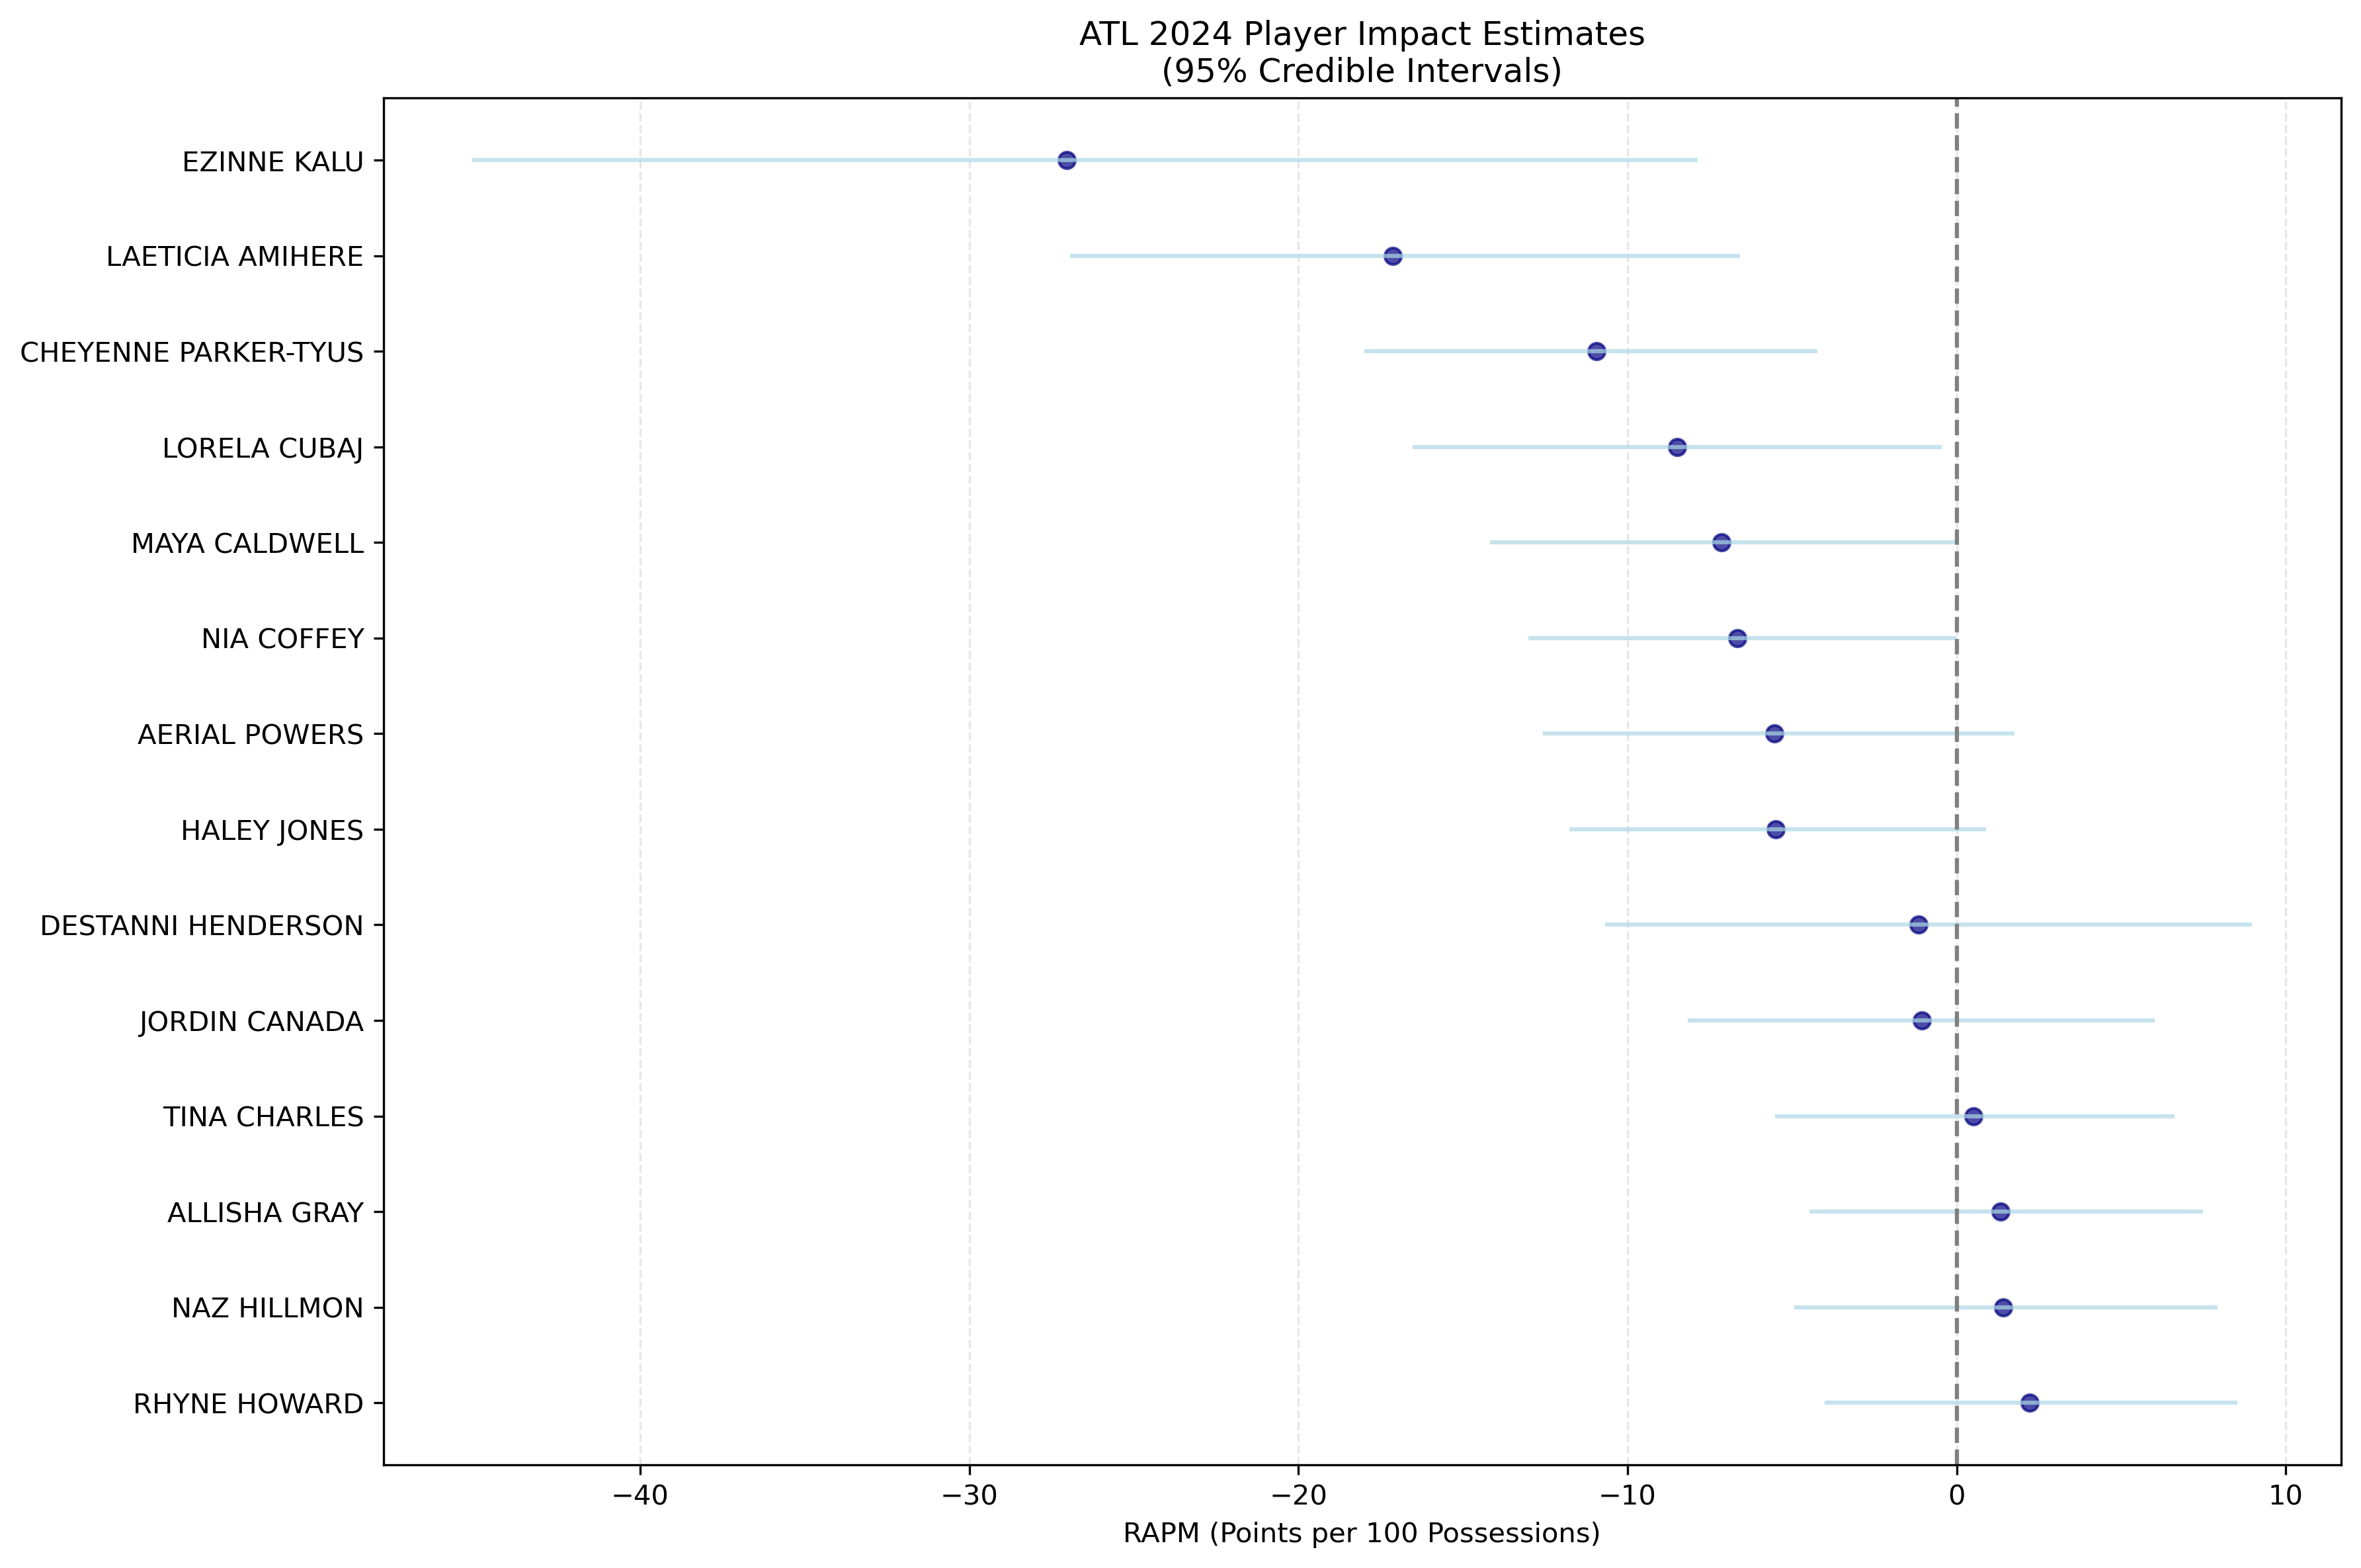 ATL 2024 Player Impact Estimates
(95% Credible Intervals)
EZINNE KALU
LAETICIA AMIHERE
CHEYENNE PARKER-TYUS
LORELA CUBAJ
MAYA CALDWELL
NIA COFFEY
AERIAL POWERS
HALEY JONES
DESTANNI HENDERSON
JORDIN CANADA
TINA CHARLES
ALLISHA GRAY
NAZ HILLMON
RHYNE HOWARD
−40 −30 −20 −10 0 10
RAPM (Points per 100 Possessions)